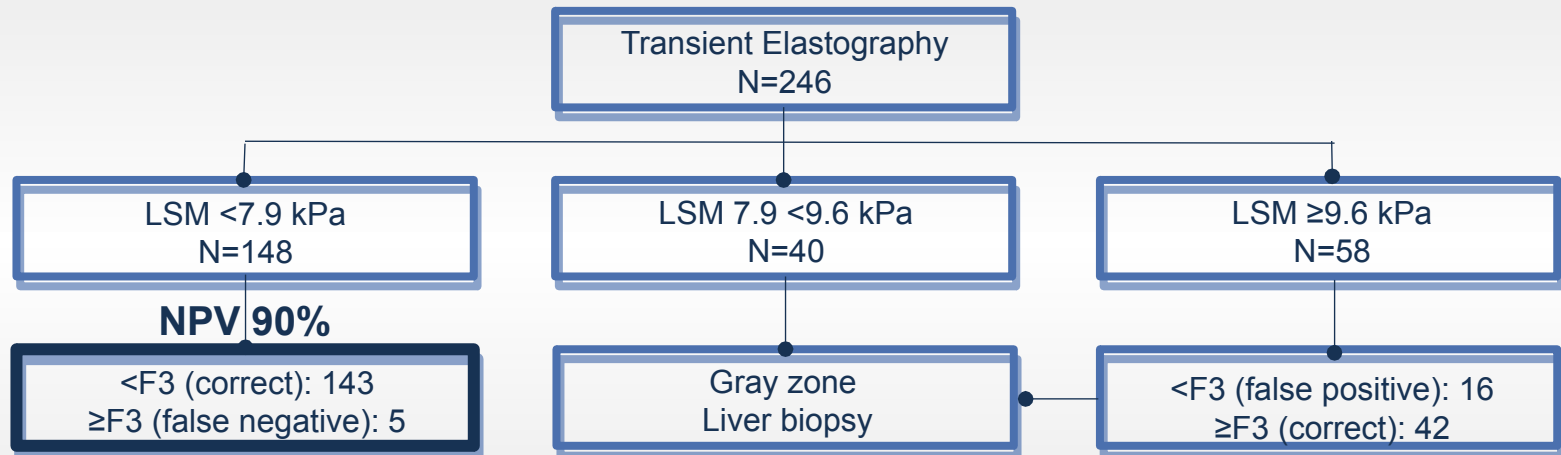 Transient Elastography
N=246
LSM <7.9 kPa
N=148
LSM 7.9 <9.6 kPa
N=40
LSM ≥9.6 kPa
N=58
NPV 90%
<F3 (correct): 143
≥F3 (false negative): 5
Gray zone
Liver biopsy
<F3 (false positive): 16
≥F3 (correct): 42